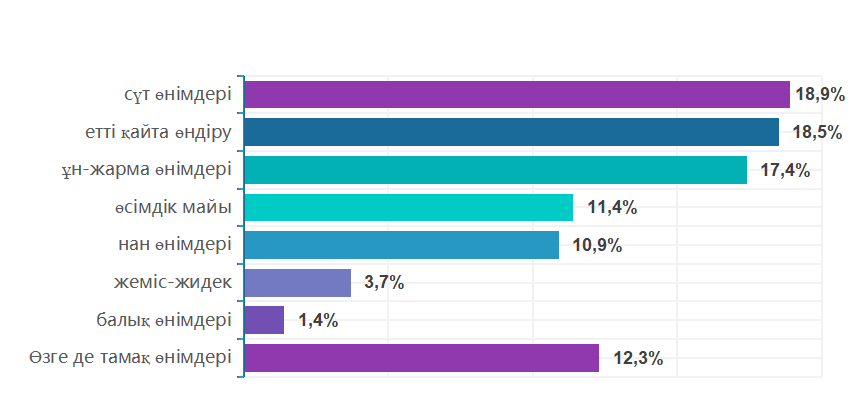 сүт өнімдері 18,9%
етті қайта өндіру 18,5%
ұн-жарма өнімдері 17,4%
өсімдік майы 11,4%
нан өнімдері 10,9%
жеміс-жидек 3,7%
балық өнімдері 1,4%
Өзге де тамақ өнімдері 12,3%